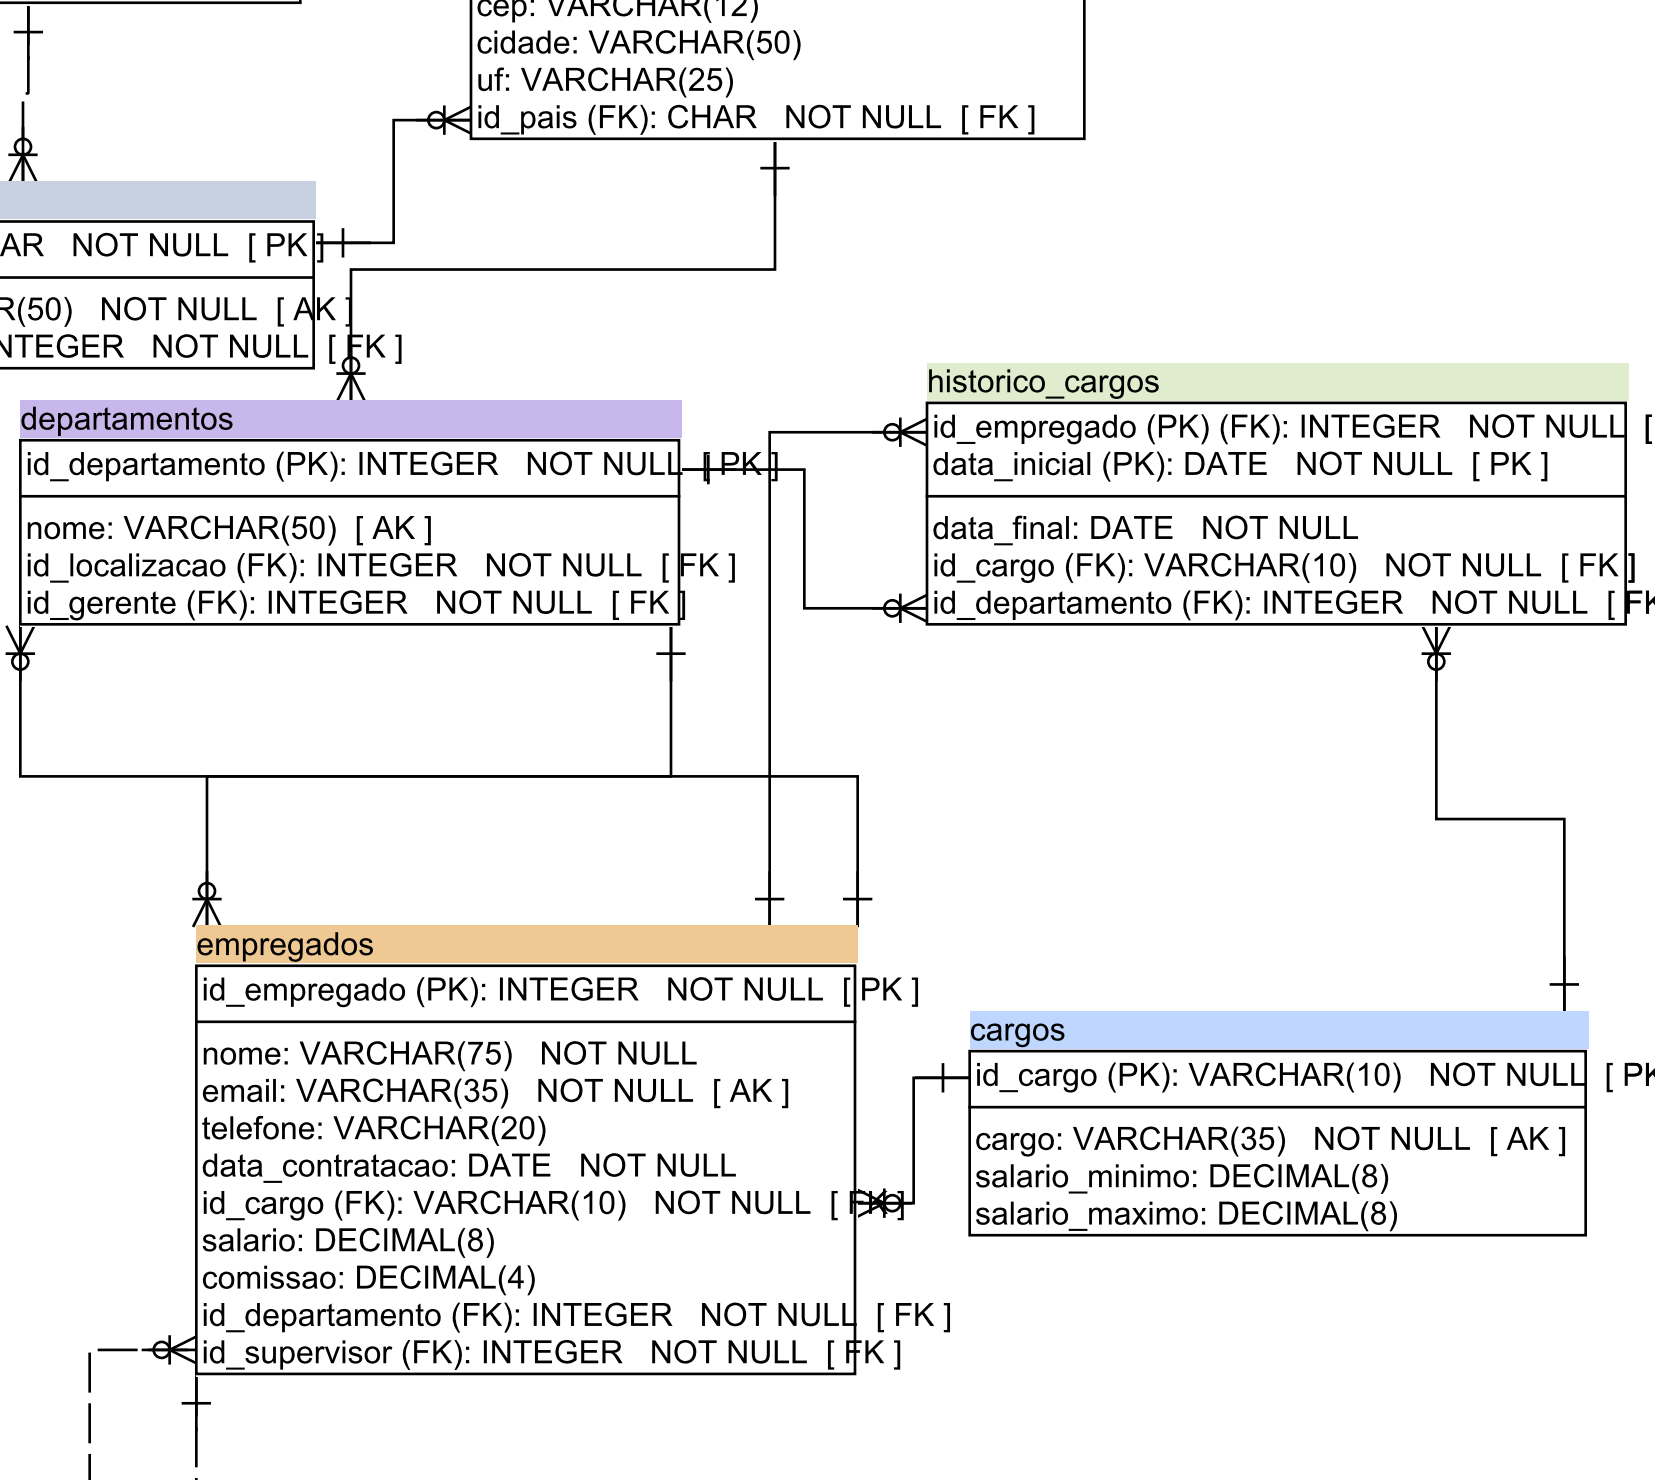 cep: VARCHAR(12)
cidade: VARCHAR(50)
uf: VARCHAR(25)
id_pais (FK): CHAR NOT NULL [ FK ]
AR NOT NULL [ PK ]
R(50) NOT NULL [ AK ]
NTEGER NOT NULL [ FK ]
departamentos
id_departamento (PK): INTEGER NOT NULL [ PK ]
nome: VARCHAR(50) [ AK ]
id_localizacao (FK): INTEGER NOT NULL [ FK ]
id_gerente (FK): INTEGER NOT NULL [ FK ]
historico_cargos
id_empregado (PK) (FK): INTEGER NOT NULL [
data_inicial (PK): DATE NOT NULL [ PK ]
data_final: DATE NOT NULL
id_cargo (FK): VARCHAR(10) NOT NULL [ FK ]
id_departamento (FK): INTEGER NOT NULL [ FK
empregados
id_empregado (PK): INTEGER NOT NULL [ PK ]
nome: VARCHAR(75) NOT NULL
email: VARCHAR(35) NOT NULL [ AK ]
telefone: VARCHAR(20)
data_contratacao: DATE NOT NULL
id_cargo (FK): VARCHAR(10) NOT NULL [ FK ]
salario: DECIMAL(8)
comissao: DECIMAL(4)
id_departamento (FK): INTEGER NOT NULL [ FK ]
id_supervisor (FK): INTEGER NOT NULL [ FK ]
cargos
id_cargo (PK): VARCHAR(10) NOT NULL [ PK
cargo: VARCHAR(35) NOT NULL [ AK ]
salario_minimo: DECIMAL(8)
salario_maximo: DECIMAL(8)